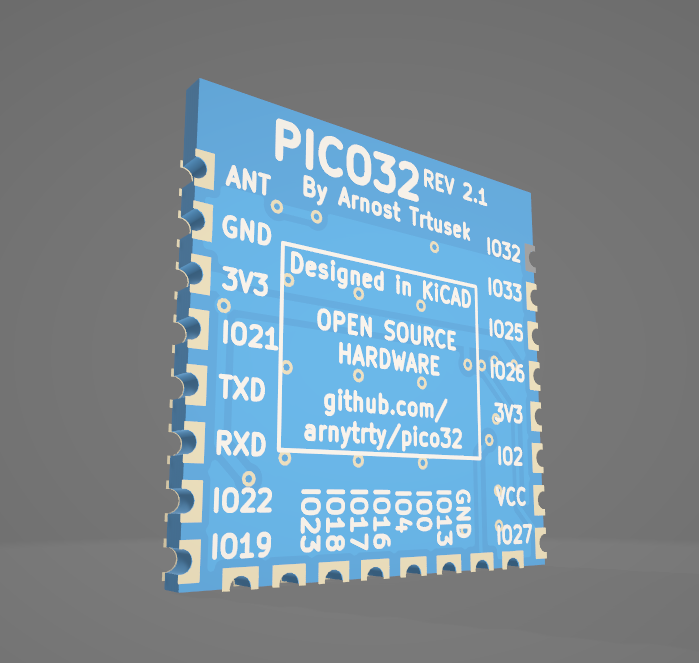 PICO32 REV 2.1
By Arnost Trtusek
ANT
GND
3V3
IO21
TXD
RXD
IO22
IO19
Designed in KiCAD
OPEN SOURCE
HARDWARE
github.com/
arnytrty/pico32
IO23
IO18
IO17
IO16
IO4
IO0
IO13
GND
IO32
IO33
IO25
IO26
3V3
IO2
VCC
IO27